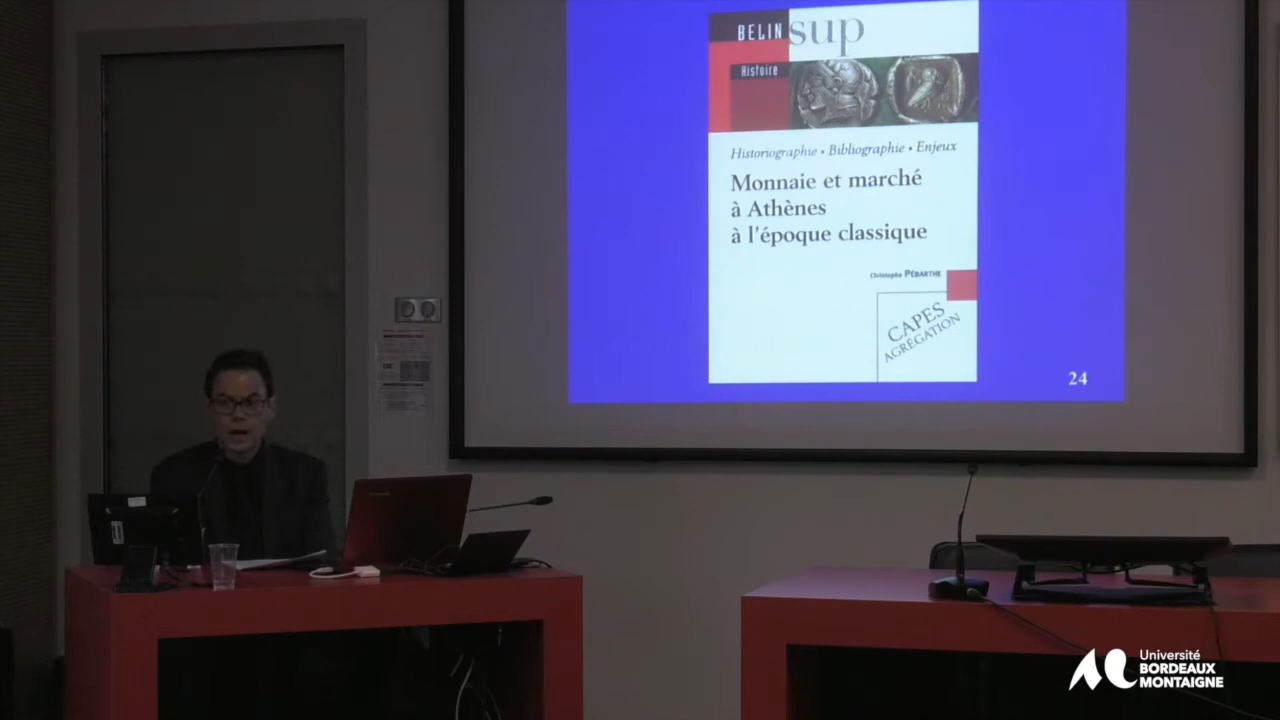 BELIN sup
Histoire
Historiographie • Bibliographie • Enjeux
Monnaie et marché
à Athènes
à l'époque classique
Christophe PÉBARTHE
CAPES
AGRÉGATION
24
Université
BORDEAUX
MONTAIGNE